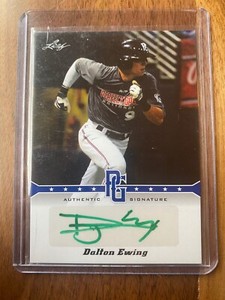 Leaf
PG
AUTHENTIC SIGNATURE
Dalton Ewing